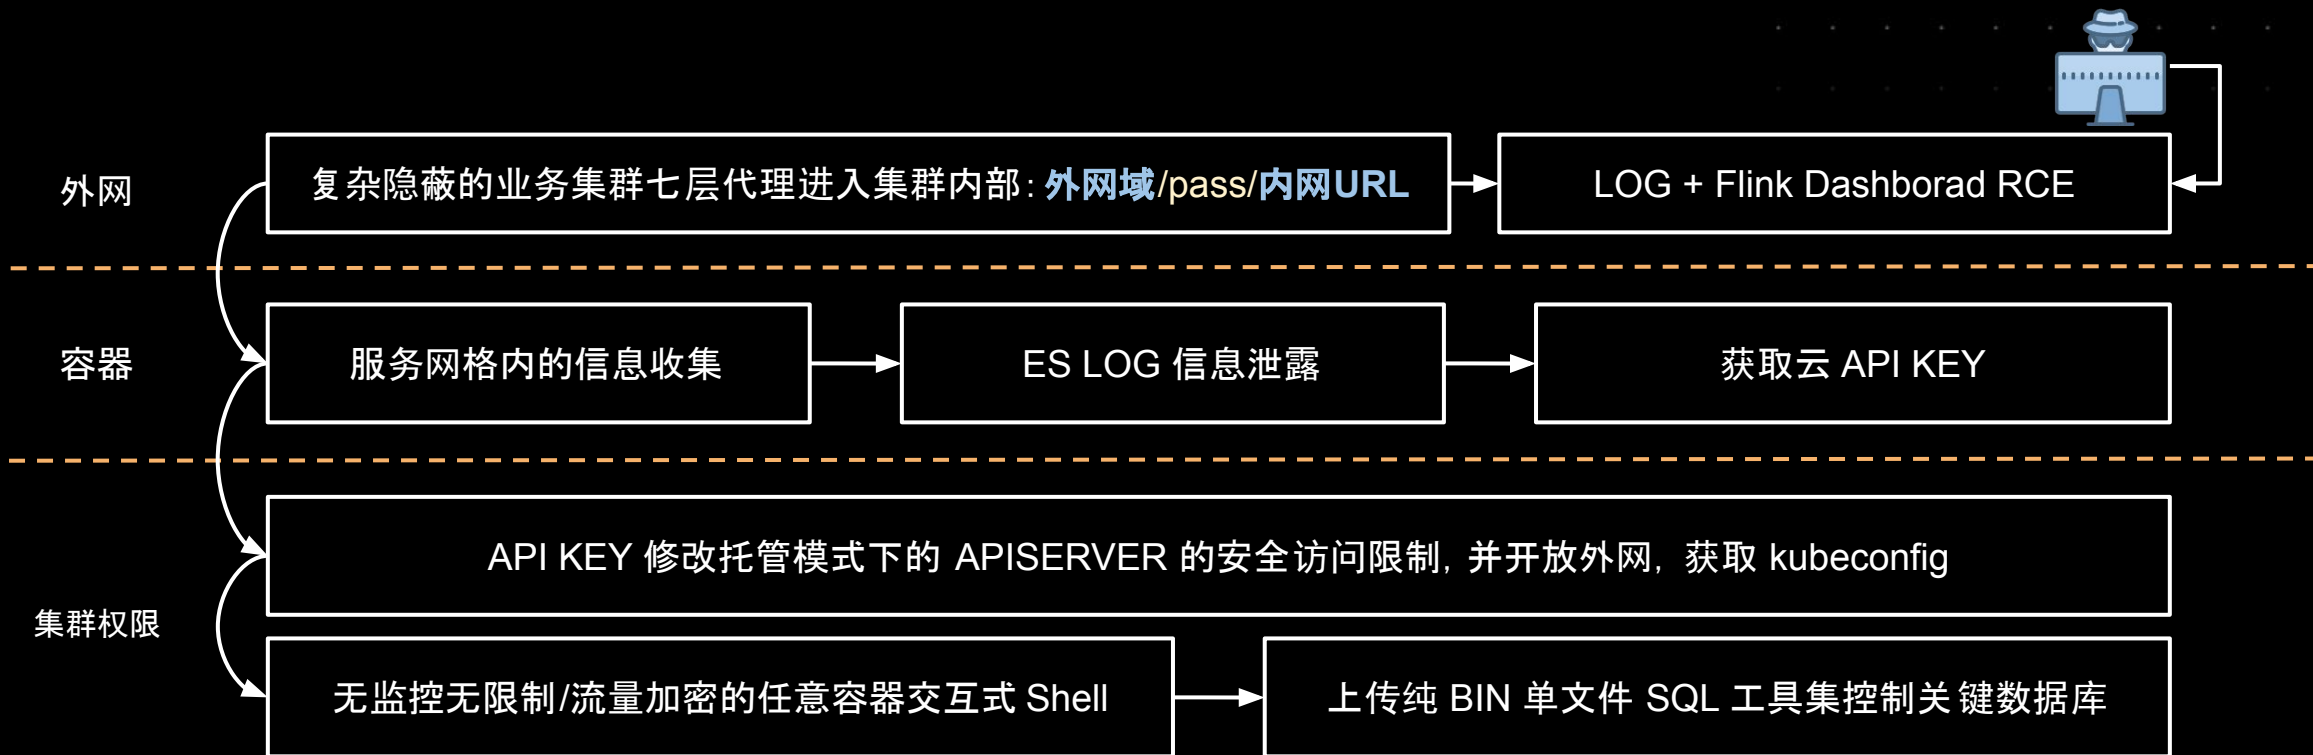 外网
复杂隐蔽的业务集群七层代理进入集群内部：外网域/pass/内网URL
LOG + Flink Dashborad RCE
容器
服务网格内的信息收集
ES LOG 信息泄露
获取云 API KEY
集群权限
API KEY 修改托管模式下的 APISERVER 的安全访问限制，并开放外网，获取 kubeconfig
无监控无限制/流量加密的任意容器交互式 Shell
上传纯 BIN 单文件 SQL 工具集控制关键数据库